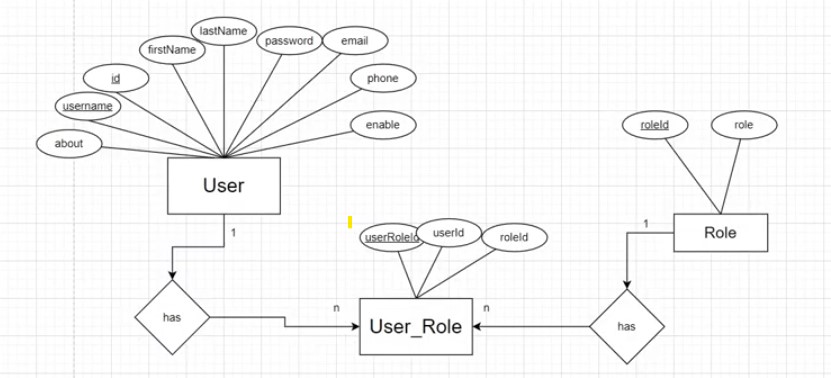 lastName
firstName
password
email
id
phone
username
enable
about
User
1
roleId
role
1
Role
userRoleId
userId
roleId
has
n
User_Role
n
has